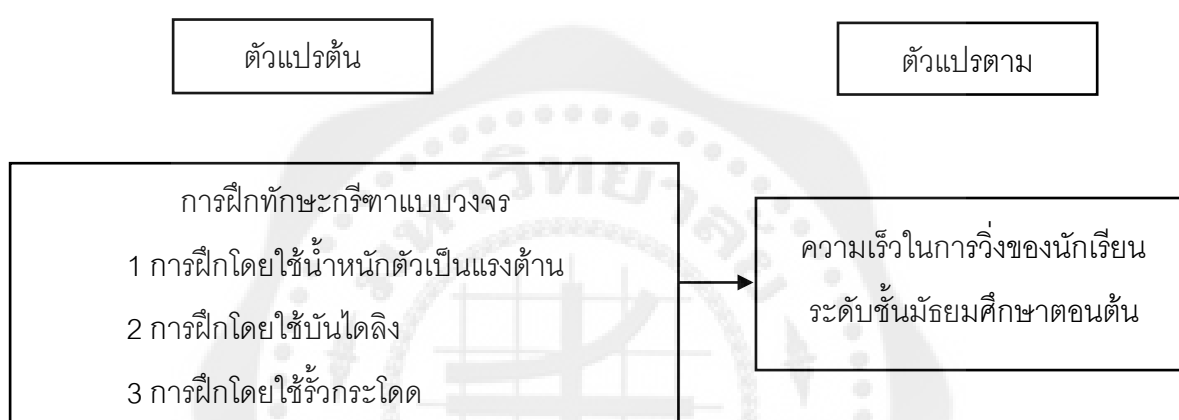 ตัวแปรต้น
ตัวแปรตาม
การฝึกทักษะกรีฑาแบบวงจร
1 การฝึกโดยใช้น้ำหนักตัวเป็นแรงต้าน
2 การฝึกโดยใช้บันไดลิง
3 การฝึกโดยใช้รั้วกระโดด
ความเร็วในการวิ่งของนักเรียน
ระดับชั้นมัธยมศึกษาตอนต้น